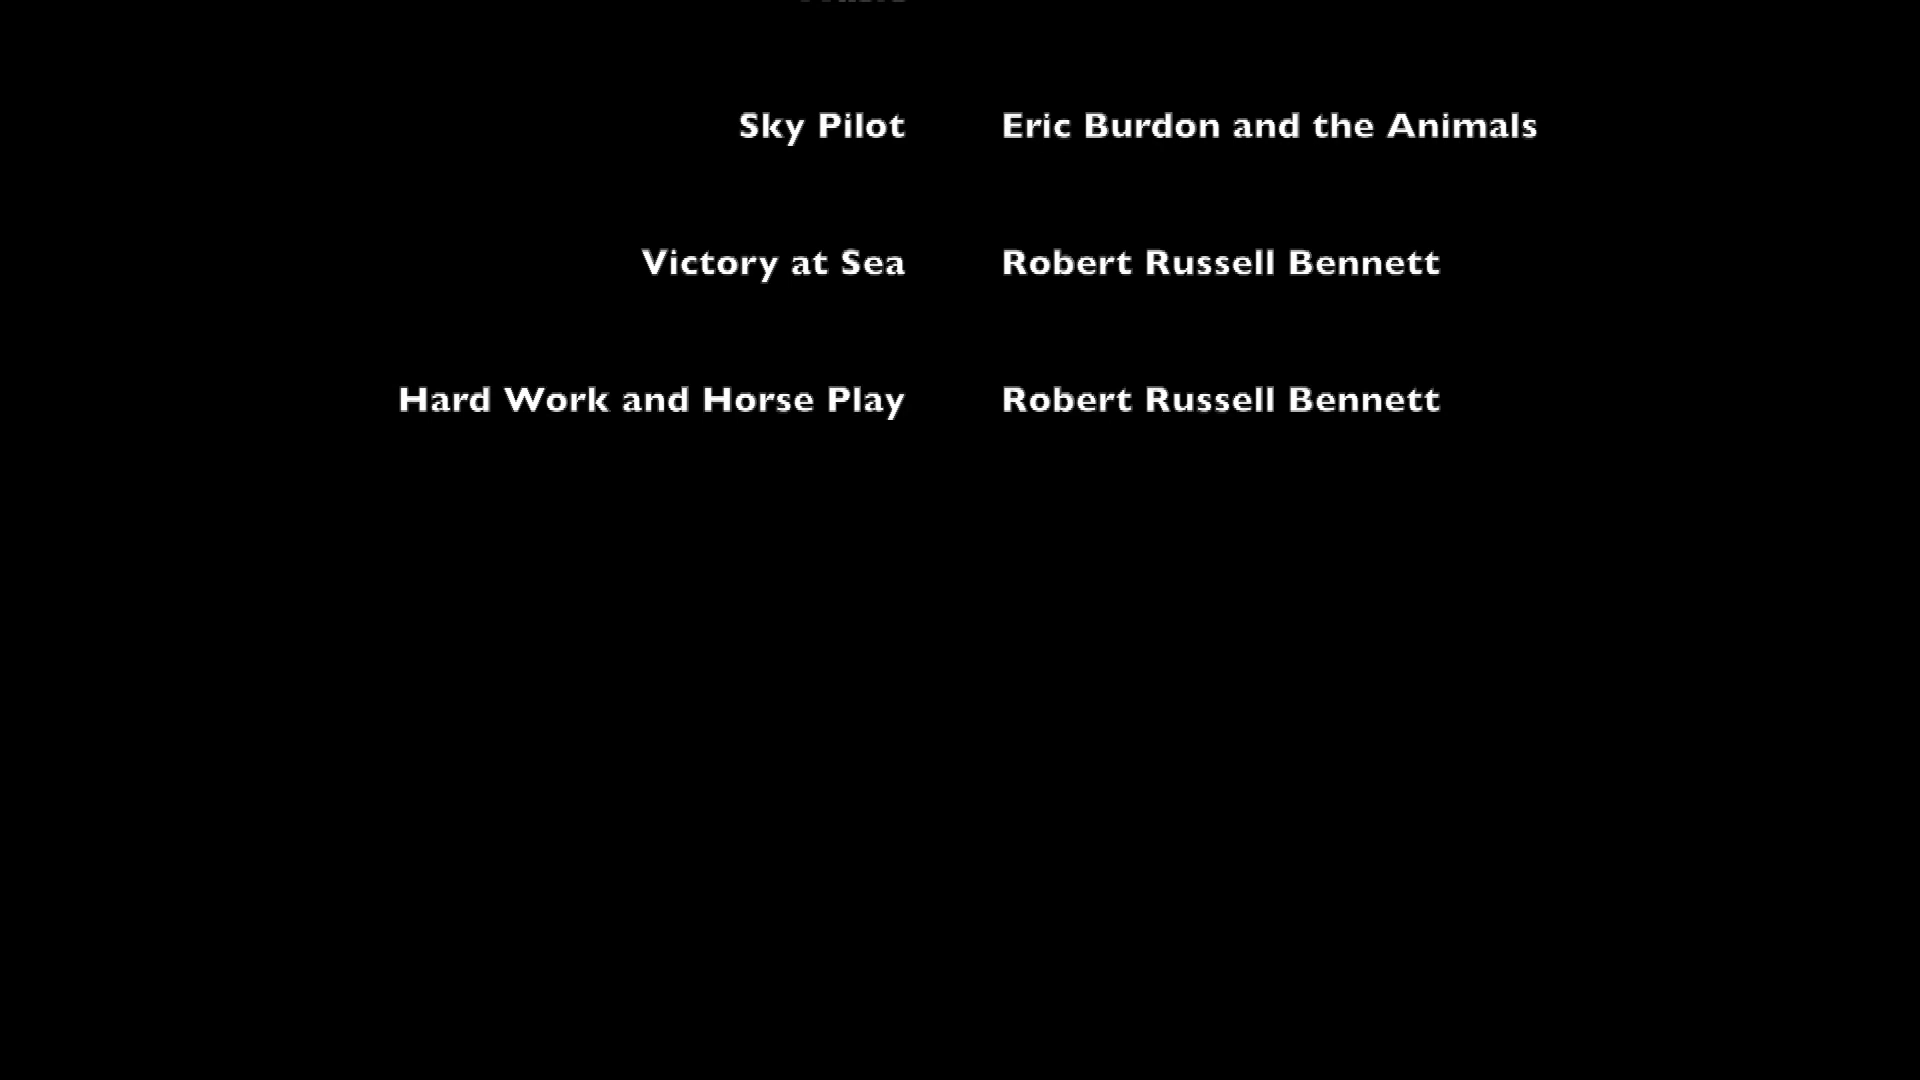 Sky Pilot Eric Burdon and the Animals
Victory at Sea Robert Russell Bennett
Hard Work and Horse Play Robert Russell Bennett